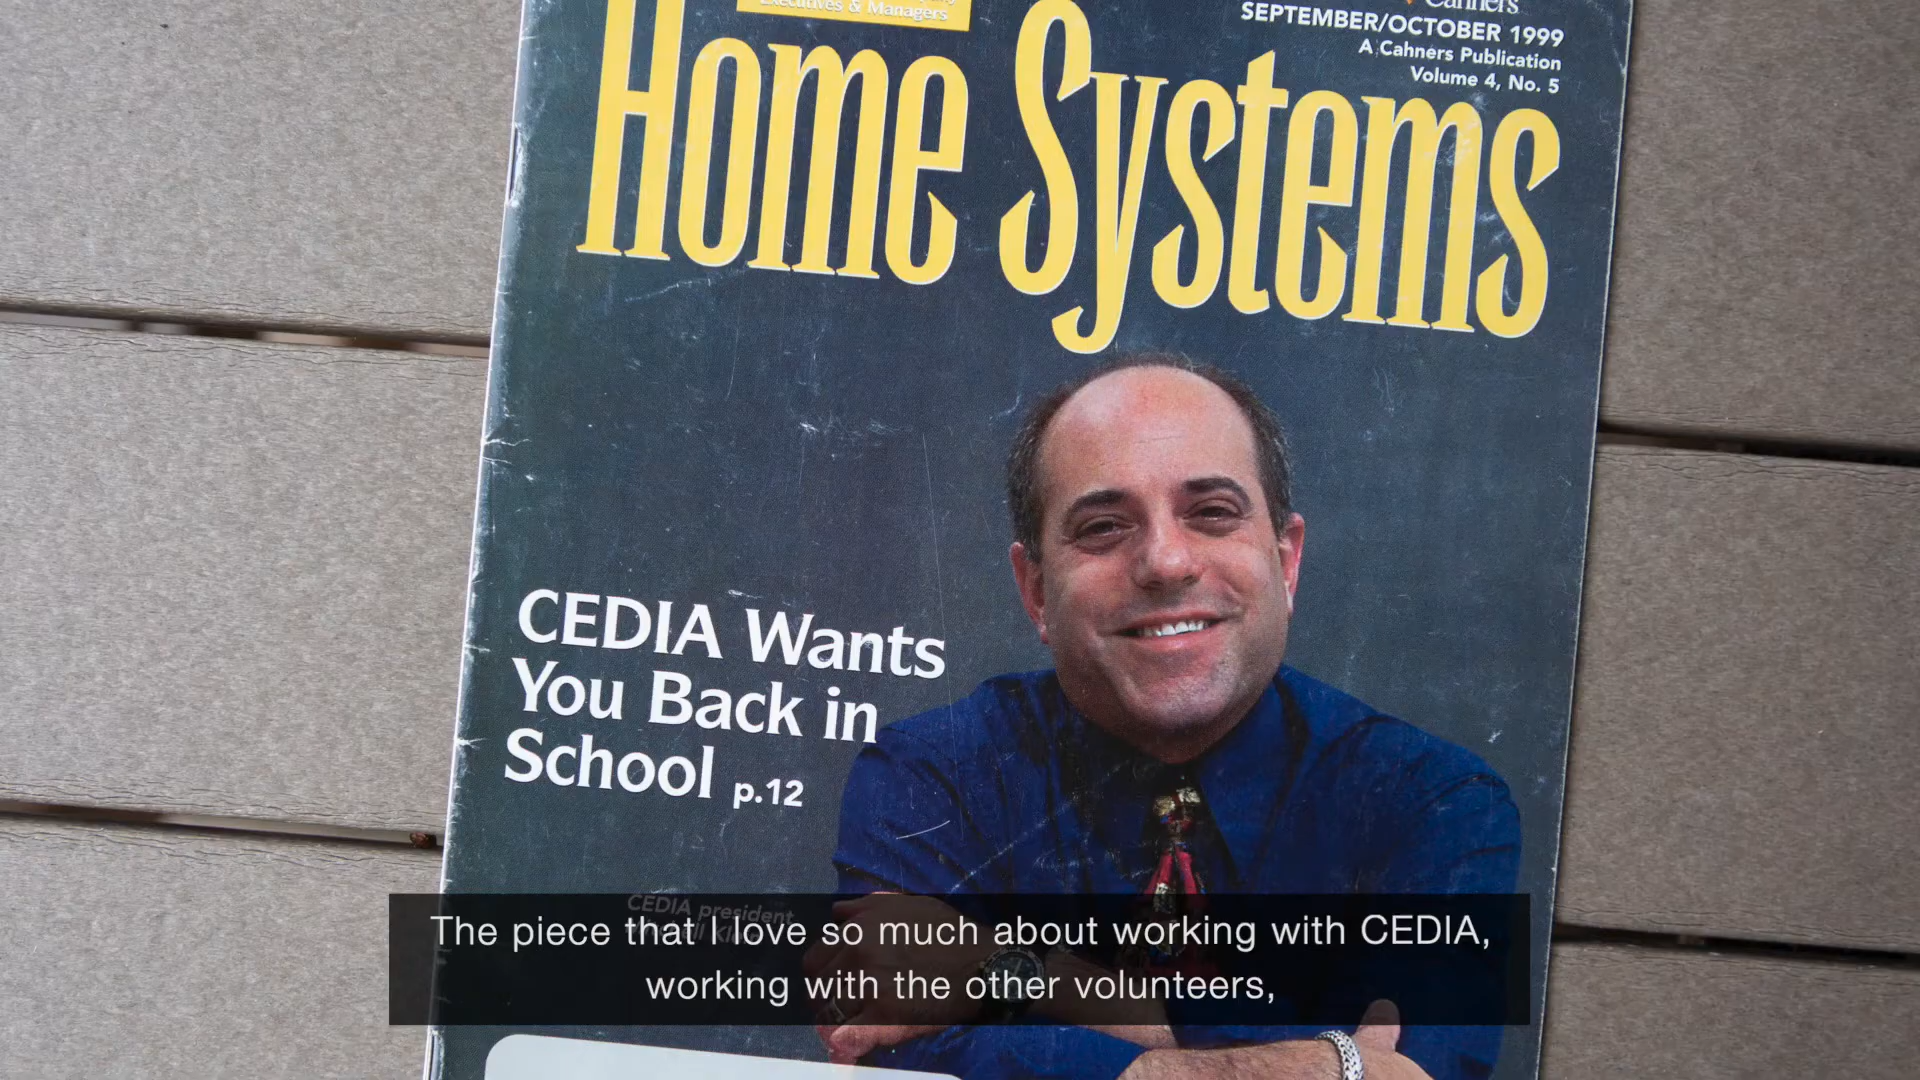 Executives & Managers
Cahners
SEPTEMBER/OCTOBER 1999
A Cahners Publication
Volume 4, No. 5
Home Systems
CEDIA Wants
You Back in
School p.12
CEDIA president
The piece that I love so much about working with CEDIA,
working with the other volunteers,